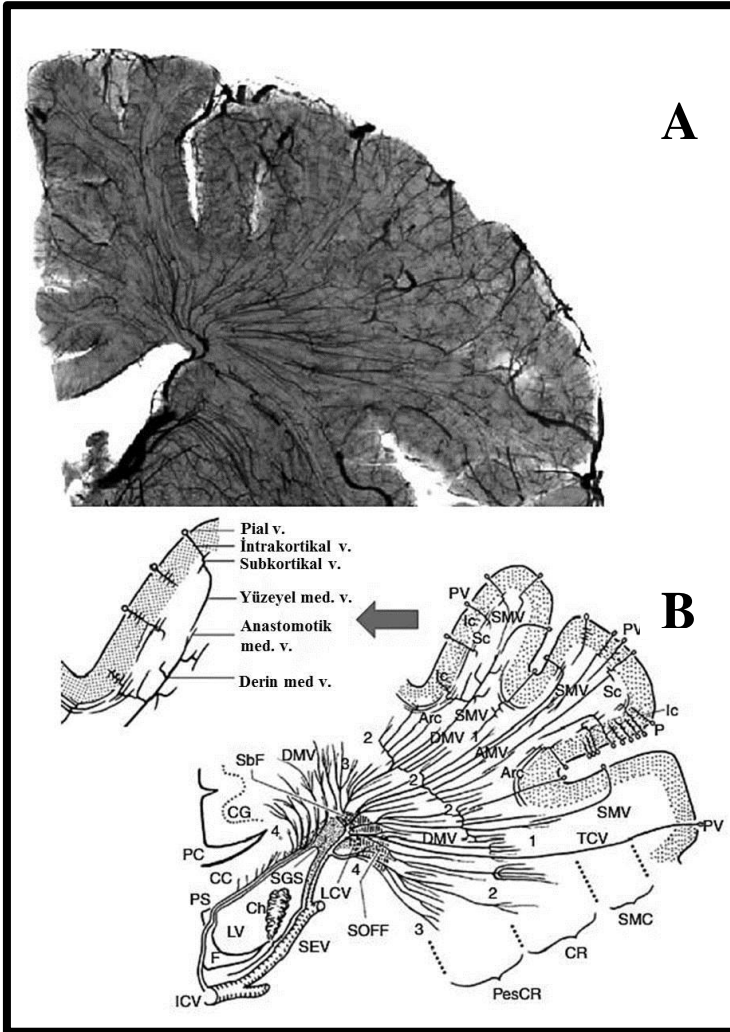 A
Pial v.
İntrakortikal v.
Subkortikal v.
Yüzeyel med. v.
Anastomotik
med. v.
Derin med v.
B
PV
Ic
SMV
Sc
Ic
Arc
SMV
DMV
1
2
AMV
2
2
PV
SMV
Sc
Ic
P
Arc
SMV
DMV
1
TCV
PV
DMV
SbF
3
CG
4
PC
CC
SGS
LCV
4
2
PS
Ch
LV
SEV
SOFF
3
F
ICV
SMC
CR
PesCR